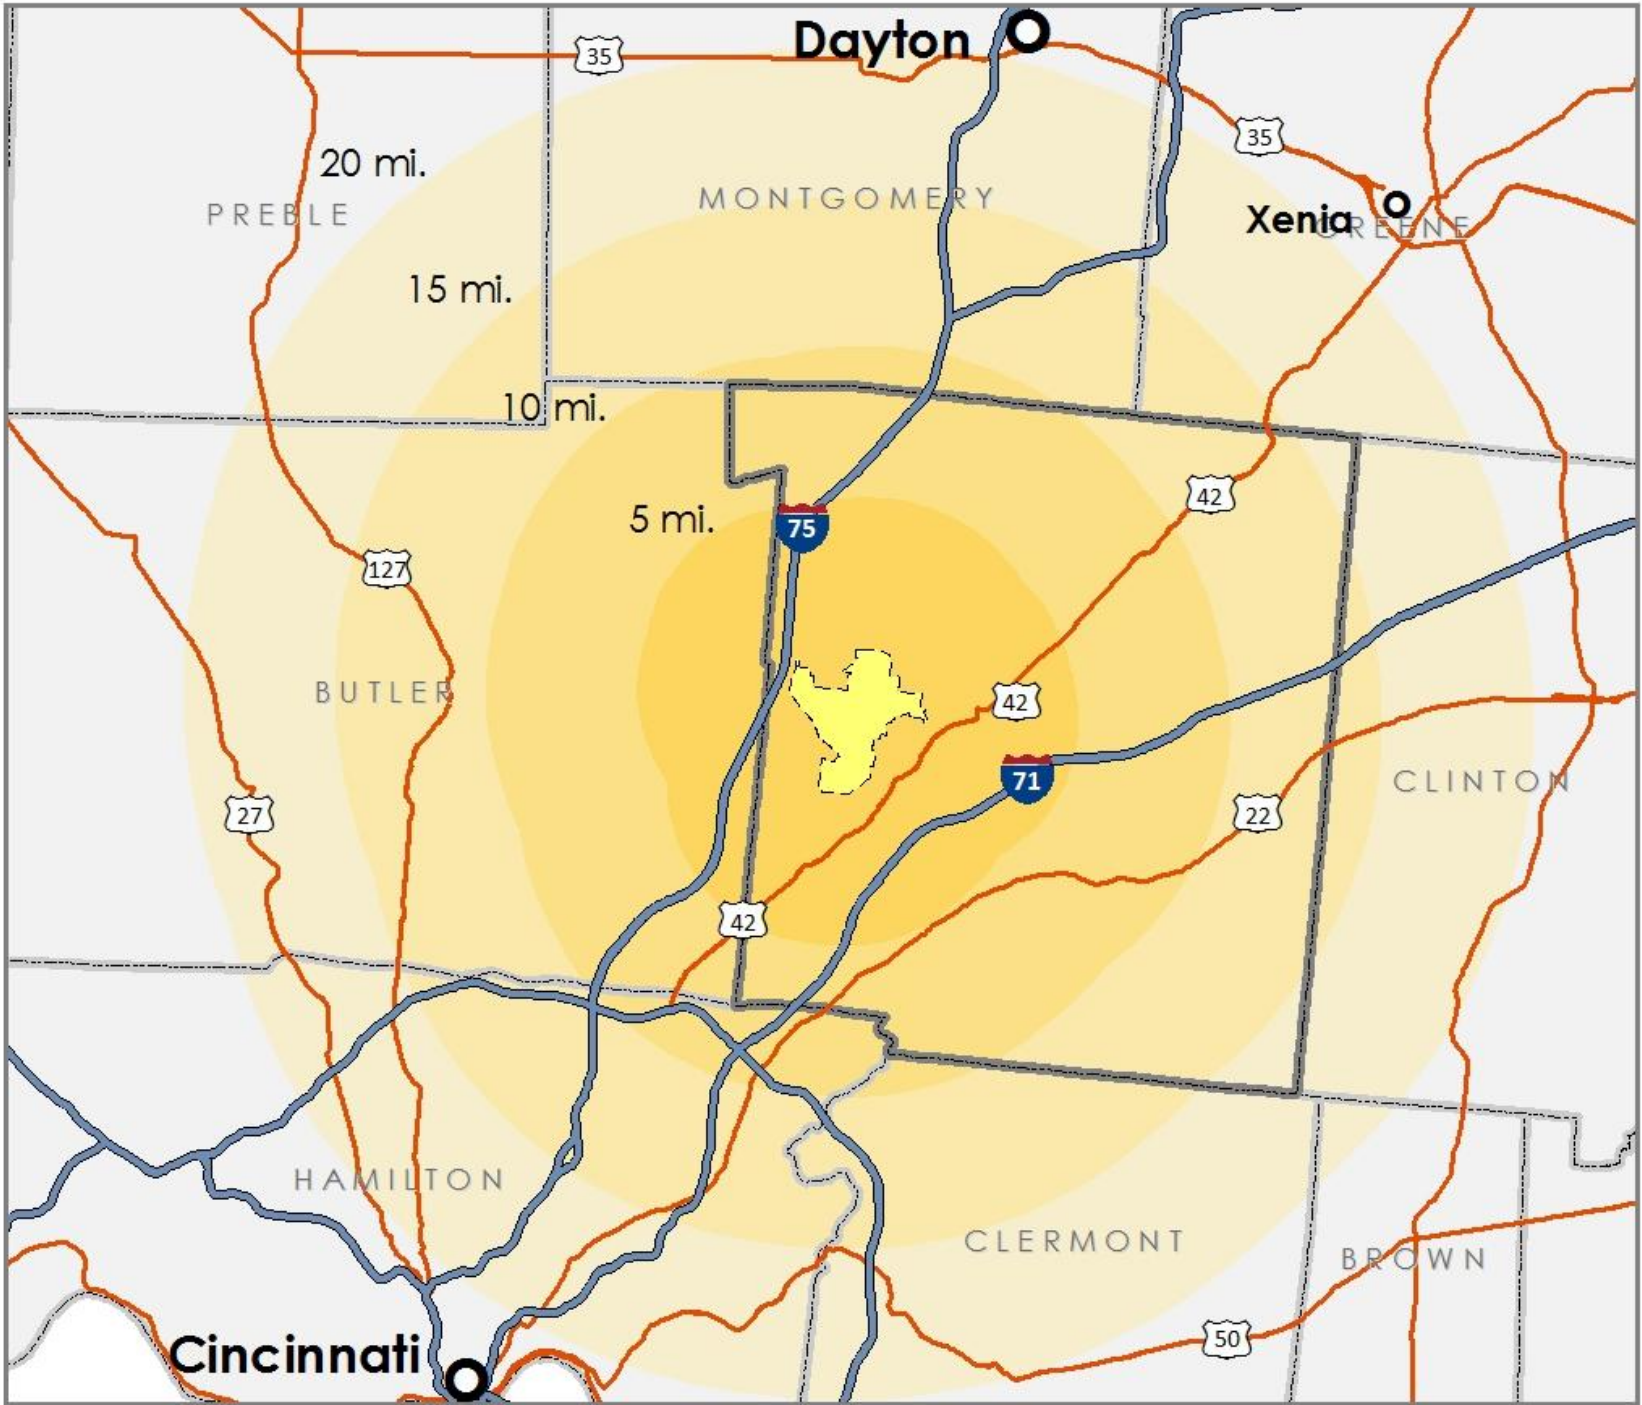 Dayton
35
35
20 mi.
MONTGOMERY
PREBLE
Xenia
GREENE
15 mi.
10 mi.
42
5 mi.
75
127
BUTLER
42
71
CLINTON
27
22
42
HAMILTON
CLERMONT
BROWN
50
Cincinnati